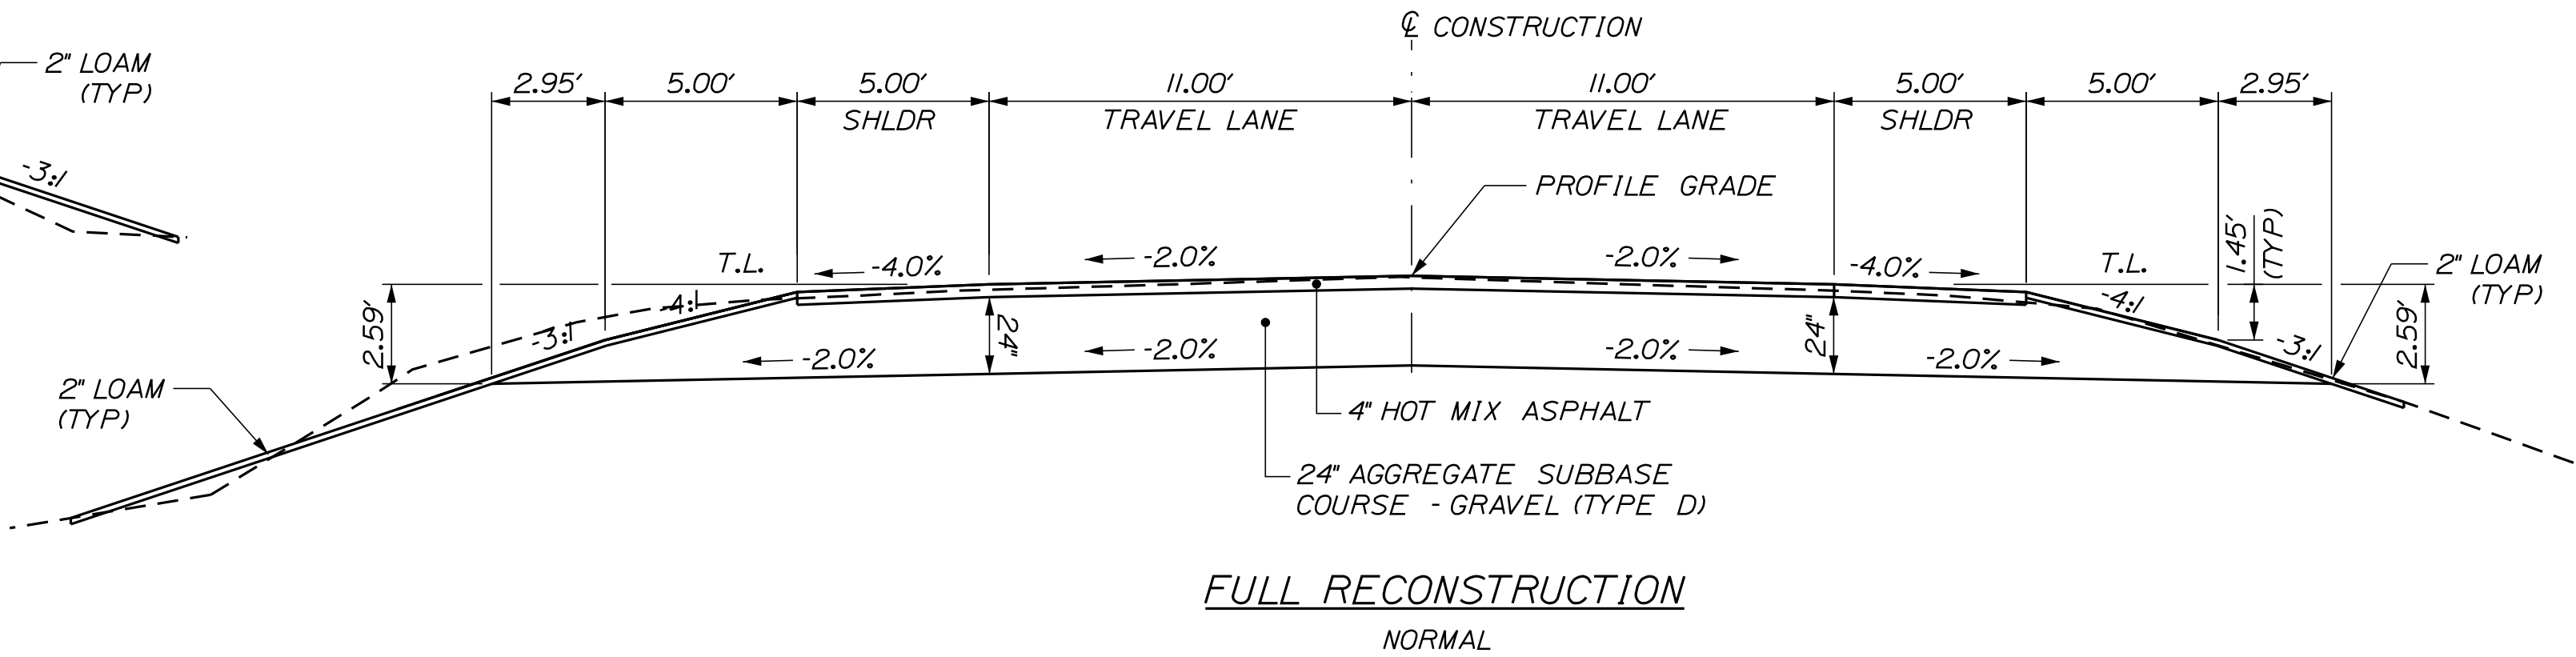 ℄ CONSTRUCTION
2" LOAM
(TYP)
2.95' 5.00' 5.00' 11.00' 11.00' 5.00' 5.00' 2.95'
SHLDR TRAVEL LANE TRAVEL LANE SHLDR
-3:1
PROFILE GRADE
1.45'
(TYP)
T.L. -4.0% -2.0% -2.0% -4.0% T.L.
2" LOAM
(TYP)
2.59' -3:1 -4:1 24" 24" -4:1 -3:1 2.59'
-2.0% -2.0% -2.0% -2.0%
2" LOAM
(TYP)
4" HOT MIX ASPHALT
24" AGGREGATE SUBBASE
COURSE - GRAVEL (TYPE D)
FULL RECONSTRUCTION
NORMAL